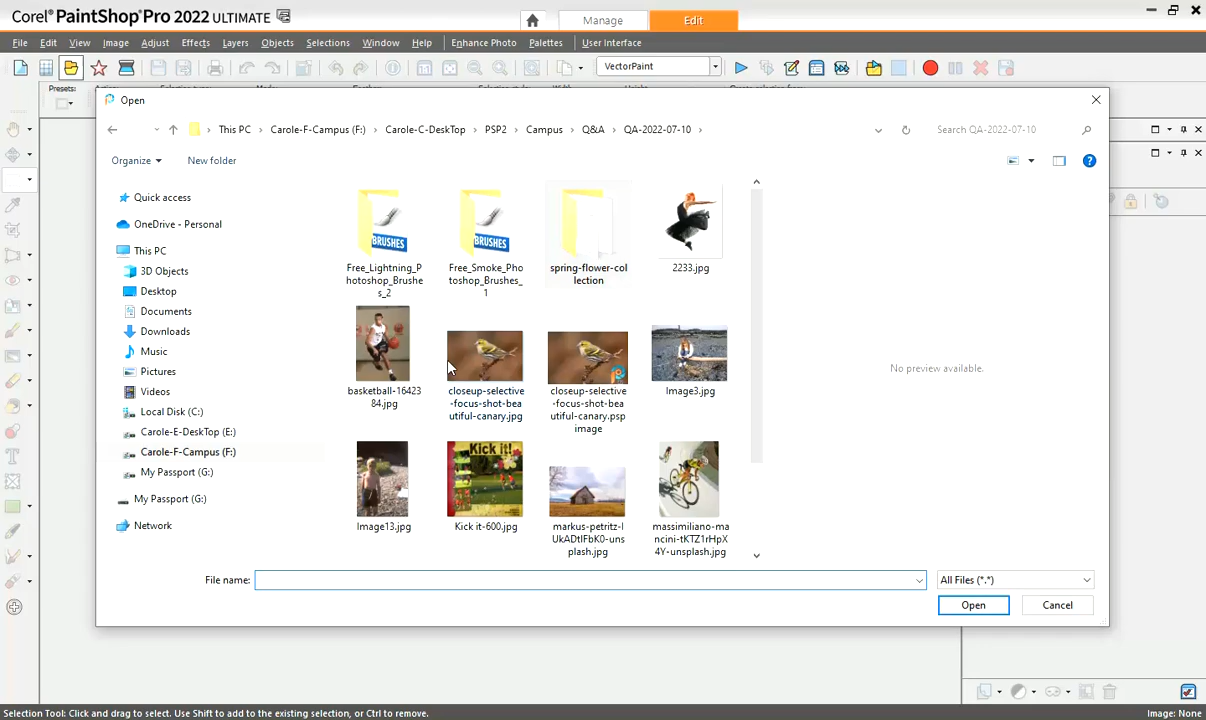 Corel® PaintShop® Pro 2022 ULTIMATE
Manage
Edit
File Edit View Image Adjust Effects Layers Objects Selections Window Help Enhance Photo Palettes User Interface
VectorPaint
Presets:
Open
This PC > Carole-F-Campus (F:) > Carole-C-DeskTop > PSP2 > Campus > Q&A > QA-2022-07-10 >
Search QA-2022-07-10
Organize
New folder
Quick access
OneDrive - Personal
This PC
3D Objects
Desktop
Documents
Downloads
Music
Pictures
Videos
Local Disk (C:)
Carole-E-DeskTop (E:)
Carole-F-Campus (F:)
My Passport (G:)
My Passport (G:)
Network
BRUSHES
Free_Lightning_P
hotoshop_Brushe
s_2
BRUSHES
Free_Smoke_Pho
toshop_Brushes_
1
spring-flower-col
lection
2233.jpg
basketball-16423
84.jpg
closeup-selective
-focus-shot-bea
utiful-canary.jpg
closeup-selective
-focus-shot-bea
utiful-canary.psp
image
Image3.jpg
Image13.jpg
Kick it!
Kick it-600.jpg
markus-petritz-I
UkADtIFbK0-uns
plash.jpg
massimiliano-ma
ncini-tKTZ1rHpX
4Y-unsplash.jpg
No preview available.
File name:
All Files (*.*)
Open
Cancel
Selection Tool: Click and drag to select. Use Shift to add to the existing selection, or Ctrl to remove.
Image: None